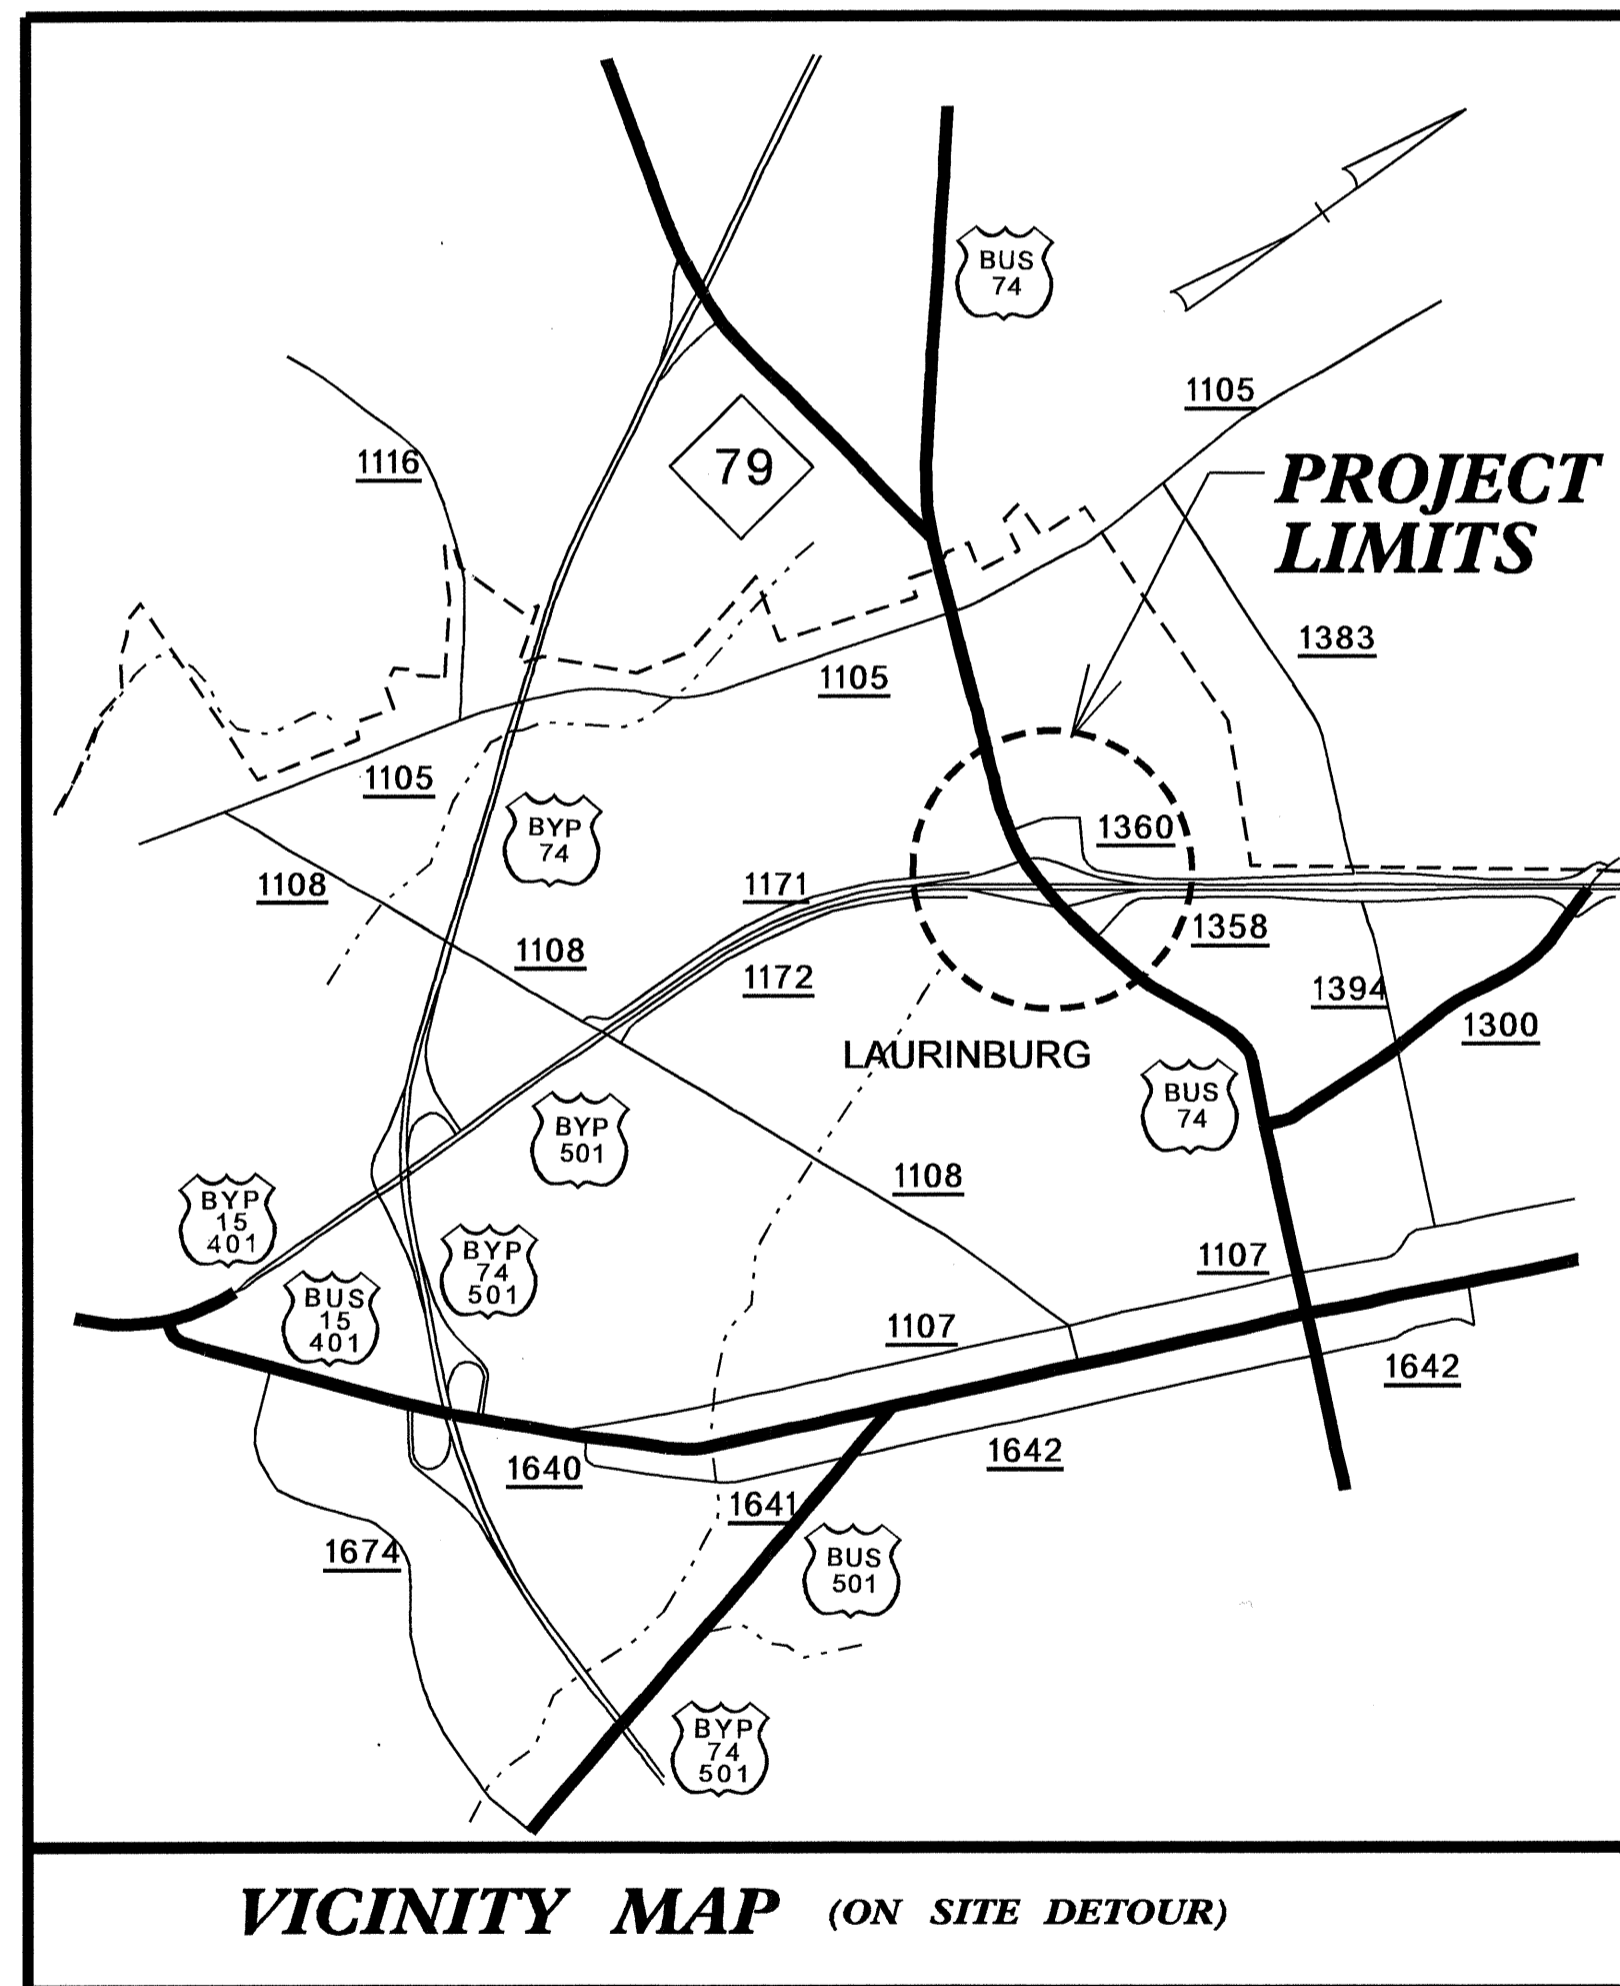 BUS
74
1105
PROJECT
LIMITS
1116
79
1383
1105
1105
BYP
74
1360
1108
1171
1358
1108
1172
1394
1300
LAURINBURG
BUS
74
BYP
501
1108
BYP
15
401
BYP
74
501
1107
BUS
15
401
1107
1642
1640
1642
1641
1674
BUS
501
BYP
74
501
VICINITY MAP (ON SITE DETOUR)